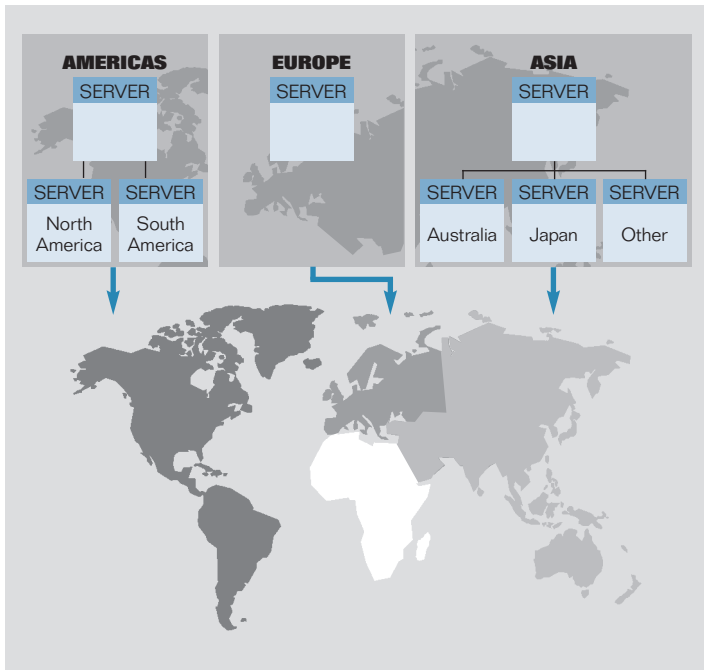 AMERICAS
SERVER
SERVER
North
America
SERVER
South
America
EUROPE
SERVER
ASIA
SERVER
SERVER
Australia
SERVER
Japan
SERVER
Other